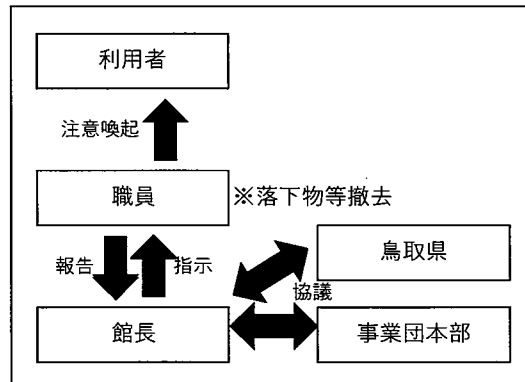 利用者
注意喚起
職員
※落下物等撤去
報告
指示
鳥取県
協議
館長
事業団本部